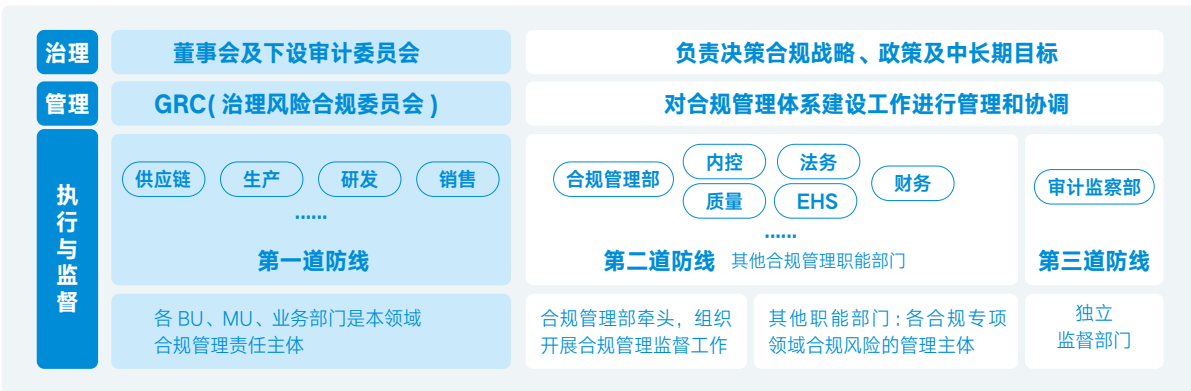 治理
董事会及下设审计委员会
负责决策合规战略、政策及中长期目标
管理
GRC( 治理风险合规委员会 )
对合规管理体系建设工作进行管理和协调
执行与监督
供应链
生产
研发
销售
......
第一道防线
合规管理部
内控
法务
质量
EHS
财务
......
第二道防线 其他合规管理职能部门
审计监察部
第三道防线
各 BU、MU、业务部门是本领域
合规管理责任主体
合规管理部牵头，组织
开展合规管理监督工作
其他职能部门：各合规专项
领域合规风险的管理主体
独立
监督部门